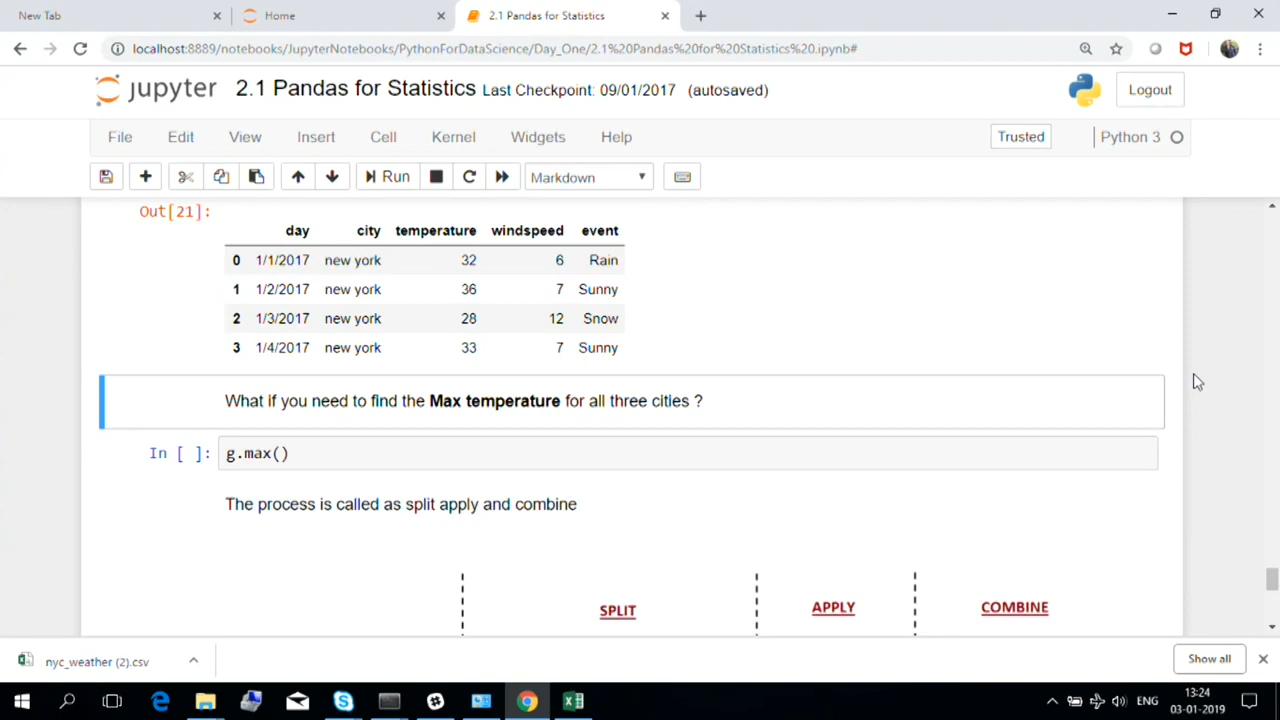 New Tab
Home
2.1 Pandas for Statistics
localhost:8889/notebooks/JupyterNotebooks/PythonForDataScience/Day_One/2.1%20Pandas%20for%20Statistics%20.ipynb#
jupyter 2.1 Pandas for Statistics Last Checkpoint: 09/01/2017 (autosaved)
Logout
File Edit View Insert Cell Kernel Widgets Help
Trusted
Python 3
Run
Markdown
Out[21]:
day city temperature windspeed event
0 1/1/2017 new york 32 6 Rain
1 1/2/2017 new york 36 7 Sunny
2 1/3/2017 new york 28 12 Snow
3 1/4/2017 new york 33 7 Sunny
What if you need to find the Max temperature for all three cities ?
In [ ]: g.max()
The process is called as split apply and combine
SPLIT APPLY COMBINE
nyc_weather (2).csv
Show all
ENG
13:24
03-01-2019